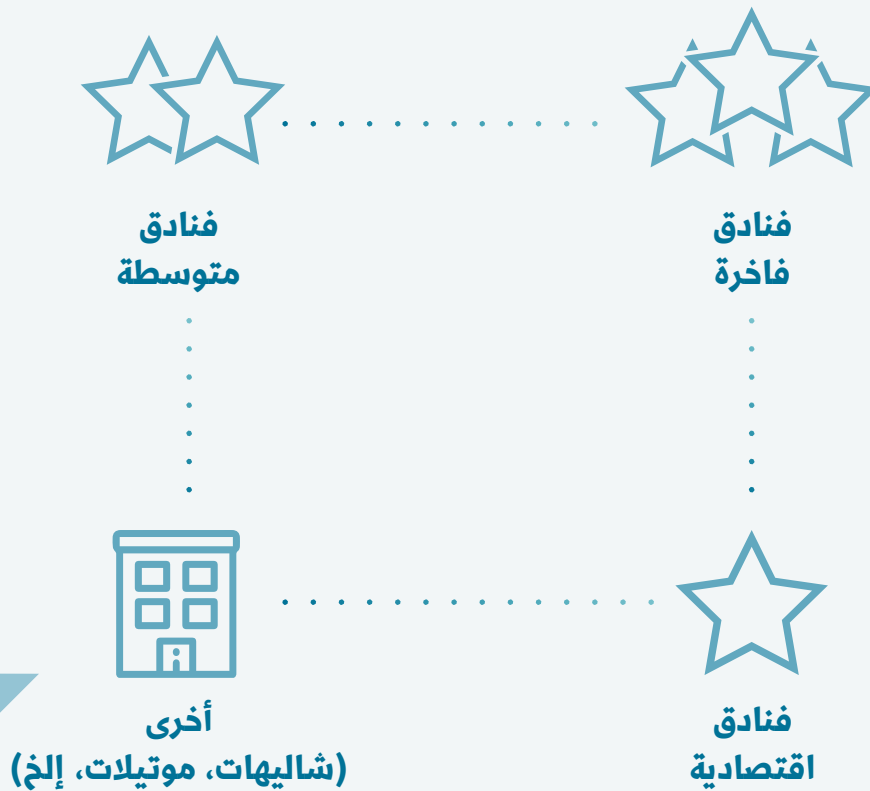 فنادق
فاخرة
فنادق
متوسطة
فنادق
اقتصادية
أخرى
(شاليهات، موتيلات، إلخ)